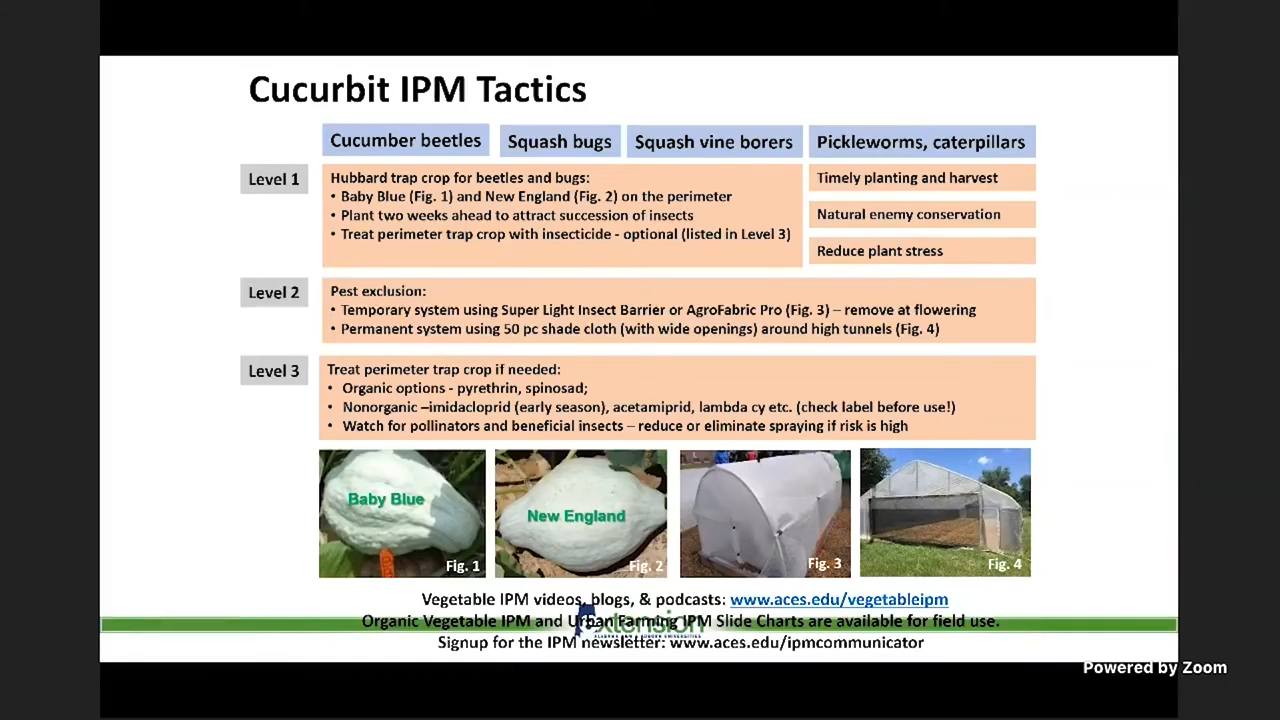 Cucurbit IPM Tactics
Cucumber beetles
Squash bugs
Squash vine borers
Pickleworms, caterpillars
Level 1
Hubbard trap crop for beetles and bugs:
• Baby Blue (Fig. 1) and New England (Fig. 2) on the perimeter
• Plant two weeks ahead to attract succession of insects
• Treat perimeter trap crop with insecticide - optional (listed in Level 3)
Timely planting and harvest
Natural enemy conservation
Reduce plant stress
Level 2
Pest exclusion:
• Temporary system using Super Light Insect Barrier or AgroFabric Pro (Fig. 3) – remove at flowering
• Permanent system using 50 pc shade cloth (with wide openings) around high tunnels (Fig. 4)
Level 3
Treat perimeter trap crop if needed:
• Organic options - pyrethrin, spinosad;
• Nonorganic –imidacloprid (early season), acetamiprid, lambda cy etc. (check label before use!)
• Watch for pollinators and beneficial insects – reduce or eliminate spraying if risk is high
Baby Blue
Fig. 1
New England
Fig. 2
Fig. 3
Fig. 4
Vegetable IPM videos, blogs, & podcasts: www.aces.edu/vegetableipm
Organic Vegetable IPM and Urban Farming IPM Slide Charts are available for field use.
Extension
Signup for the IPM newsletter: www.aces.edu/ipmcommunicator
Powered by Zoom